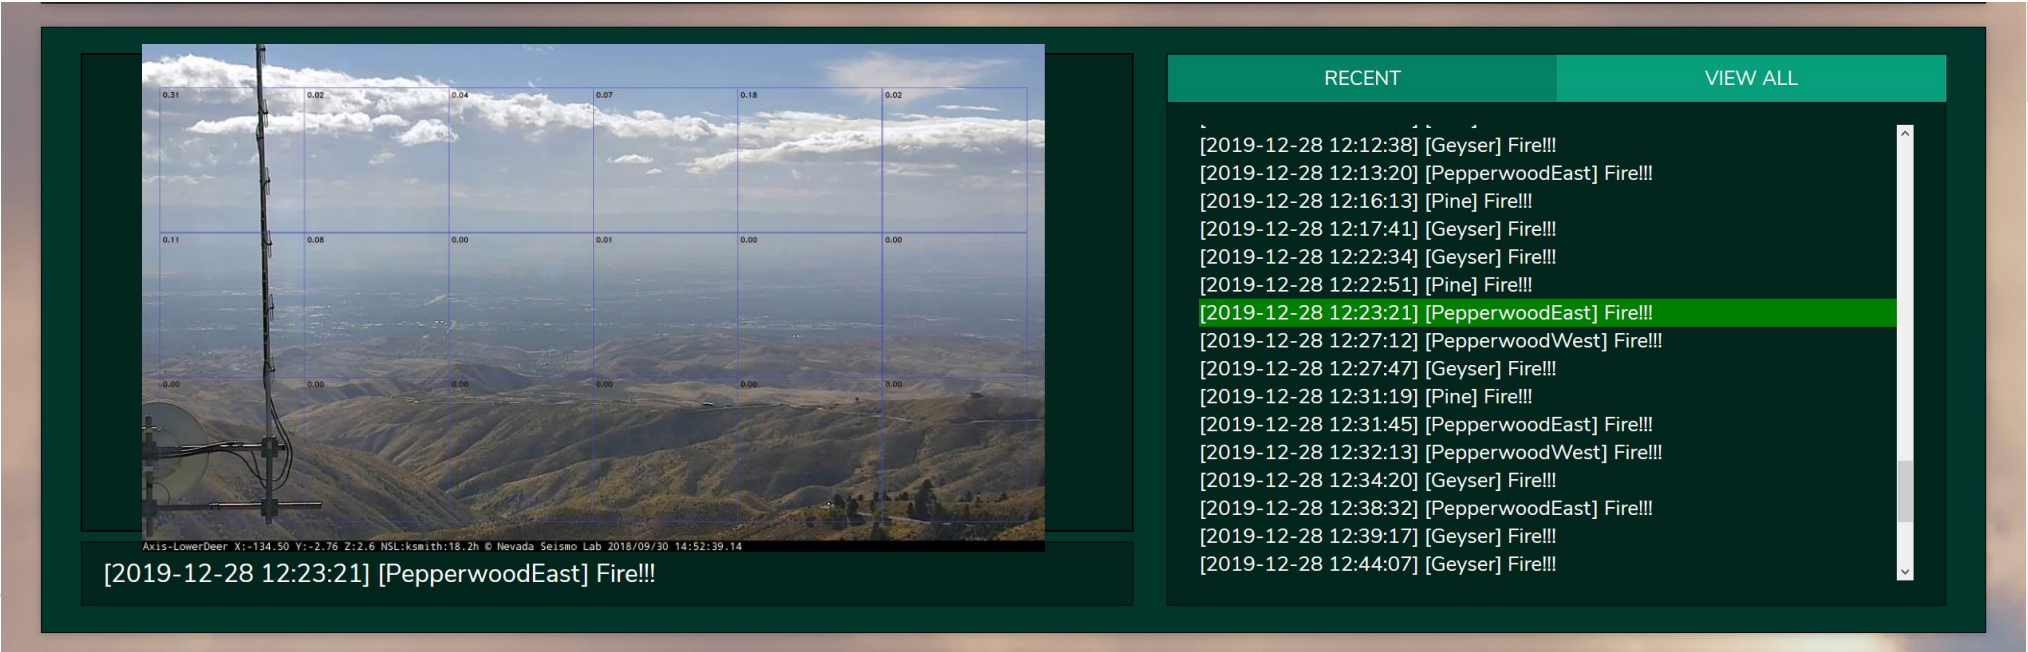 0.31 0.02 0.04 0.07 0.18 0.02
0.11 0.08 0.00 0.01 0.00 0.00
0.00 0.00 0.00 0.00 0.00 0.00
Axis-LowerDeer X:-134.50 Y:-2.76 Z:2.6 NSL:ksmith:18.2h © Nevada Seismo Lab 2018/09/30 14:52:39.14
[2019-12-28 12:23:21] [PepperwoodEast] Fire!!!
RECENT VIEW ALL
[2019-12-28 12:12:38] [Geyser] Fire!!!
[2019-12-28 12:13:20] [PepperwoodEast] Fire!!!
[2019-12-28 12:16:13] [Pine] Fire!!!
[2019-12-28 12:17:41] [Geyser] Fire!!!
[2019-12-28 12:22:34] [Geyser] Fire!!!
[2019-12-28 12:22:51] [Pine] Fire!!!
[2019-12-28 12:23:21] [PepperwoodEast] Fire!!!
[2019-12-28 12:27:12] [PepperwoodWest] Fire!!!
[2019-12-28 12:27:47] [Geyser] Fire!!!
[2019-12-28 12:31:19] [Pine] Fire!!!
[2019-12-28 12:31:45] [PepperwoodEast] Fire!!!
[2019-12-28 12:32:13] [PepperwoodWest] Fire!!!
[2019-12-28 12:34:20] [Geyser] Fire!!!
[2019-12-28 12:38:32] [PepperwoodEast] Fire!!!
[2019-12-28 12:39:17] [Geyser] Fire!!!
[2019-12-28 12:44:07] [Geyser] Fire!!!